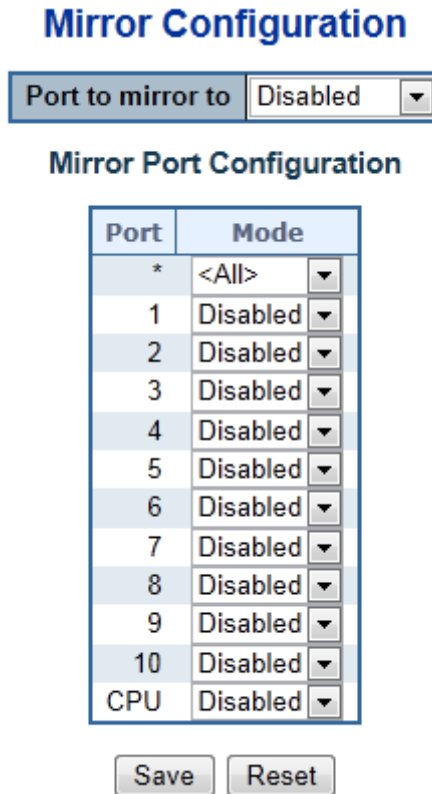 Mirror Configuration
Port to mirror to Disabled
Mirror Port Configuration
Port Mode
* <All>
1 Disabled
2 Disabled
3 Disabled
4 Disabled
5 Disabled
6 Disabled
7 Disabled
8 Disabled
9 Disabled
10 Disabled
CPU Disabled
Save Reset